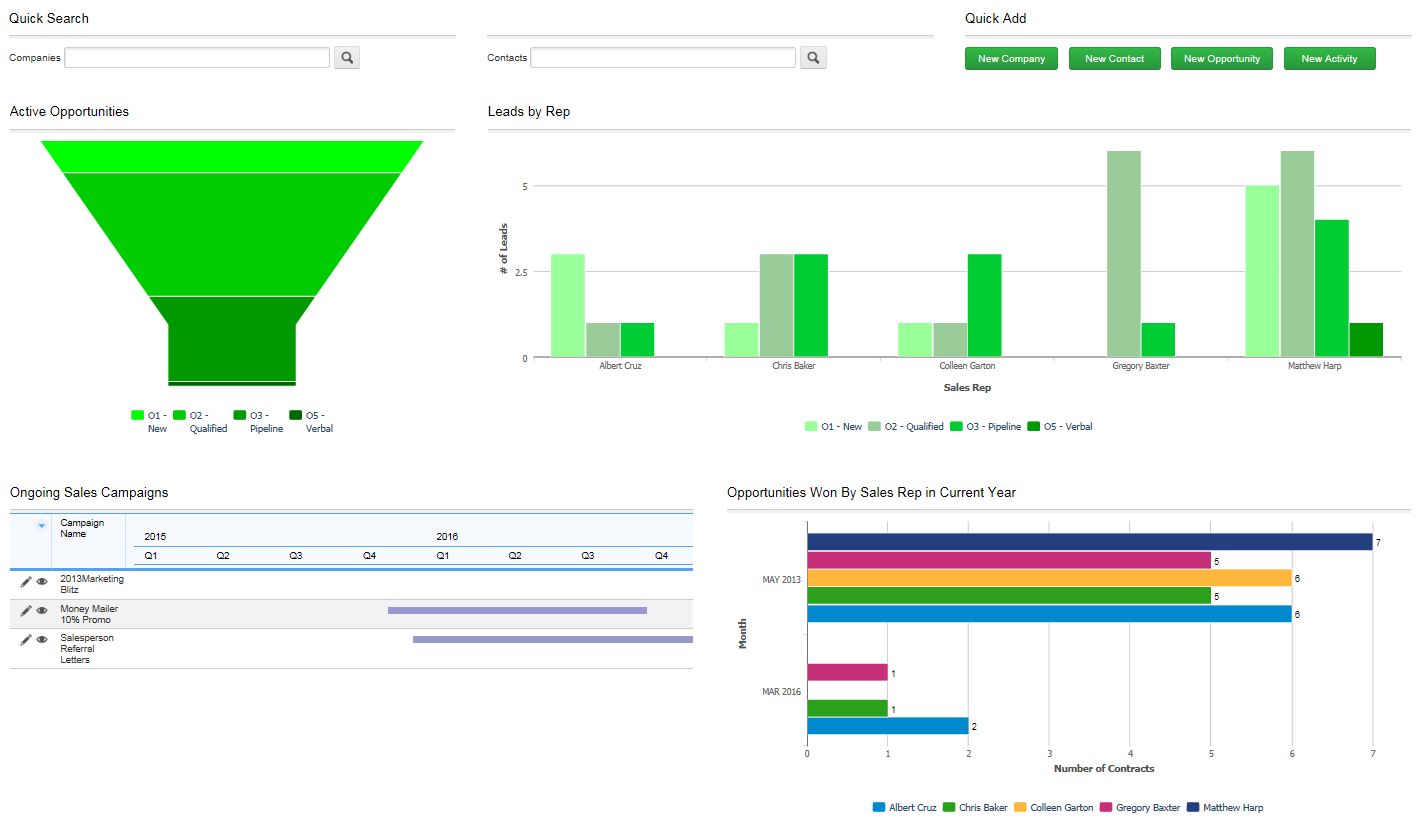 Quick Search
Quick Add
Companies
Contacts
New Company
New Contact
New Opportunity
New Activity
Active Opportunities
Leads by Rep
# of Leads
5
2.5
0
Albert Cruz
Chris Baker
Colleen Garton
Gregory Baxter
Matthew Harp
Sales Rep
O1 - New
O2 - Qualified
O3 - Pipeline
O5 - Verbal
O1 - New
O2 - Qualified
O3 - Pipeline
O5 - Verbal
Ongoing Sales Campaigns
Campaign
Name
2015
2016
Q1 Q2 Q3 Q4 Q1 Q2 Q3 Q4
2013Marketing
Blitz
Money Mailer
10% Promo
Salesperson
Referral
Letters
Opportunities Won By Sales Rep in Current Year
Month
MAY 2013
7
5
6
5
6
MAR 2016
1
1
2
0 1 2 3 4 5 6 7
Number of Contracts
Albert Cruz
Chris Baker
Colleen Garton
Gregory Baxter
Matthew Harp